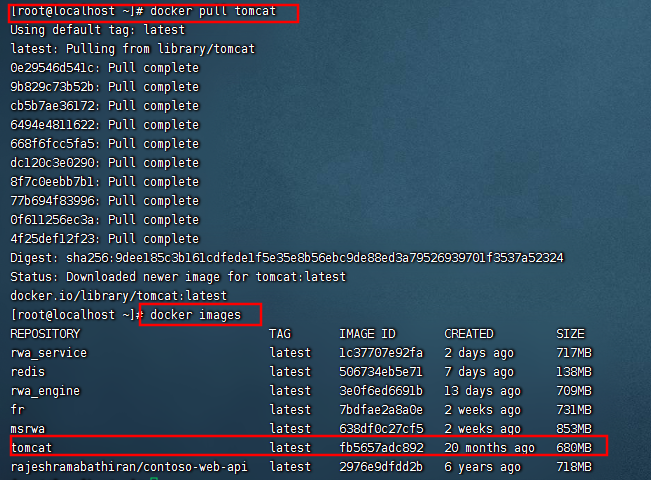 [root@localhost ~]# docker pull tomcat
Using default tag: latest
latest: Pulling from library/tomcat
0e29546d541c: Pull complete
9b829c73b52b: Pull complete
cb5b7ae36172: Pull complete
6494e4811622: Pull complete
668f6fcc5fa5: Pull complete
dc120c3e0290: Pull complete
8f7c0eebb7b1: Pull complete
77b694f83996: Pull complete
0f611256ec3a: Pull complete
4f25def12f23: Pull complete
Digest: sha256:9dee185c3b161cdfede1f5e35e8b56ebc9de88ed3a79526939701f3537a52324
Status: Downloaded newer image for tomcat:latest
docker.io/library/tomcat:latest
[root@localhost ~]# docker images
REPOSITORY TAG IMAGE ID CREATED SIZE
rwa_service latest 1c37707e92fa 2 days ago 717MB
redis latest 506734eb5e71 7 days ago 138MB
rwa_engine latest 3e0f6ed6691b 13 days ago 709MB
fr latest 7bdfae2a8a0e 2 weeks ago 731MB
msrwa latest 638df0c27cf5 2 weeks ago 853MB
tomcat latest fb5657adc892 20 months ago 680MB
rajeshramabathiran/contoso-web-api latest 2976e9dfdd2b 6 years ago 718MB